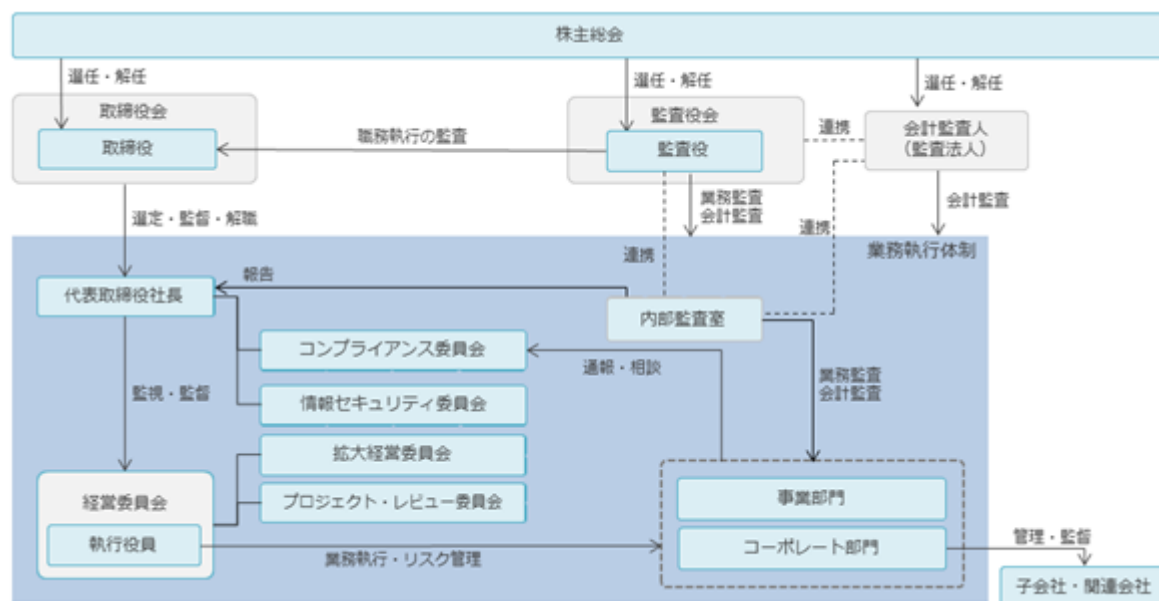 株主総会
選任・解任
選任・解任
選任・解任
取締役会
取締役
職務執行の監査
監査役会
監査役
連携
会計監査人
（監査法人）
選定・監督・解職
業務監査
会計監査
会計監査
連携
連携
業務執行体制
報告
代表取締役社長
内部監査室
コンプライアンス委員会
通報・相談
業務監査
会計監査
監視・監督
情報セキュリティ委員会
拡大経営委員会
経営委員会
プロジェクト・レビュー委員会
事業部門
執行役員
業務執行・リスク管理
コーポレート部門
管理・監督
子会社・関連会社